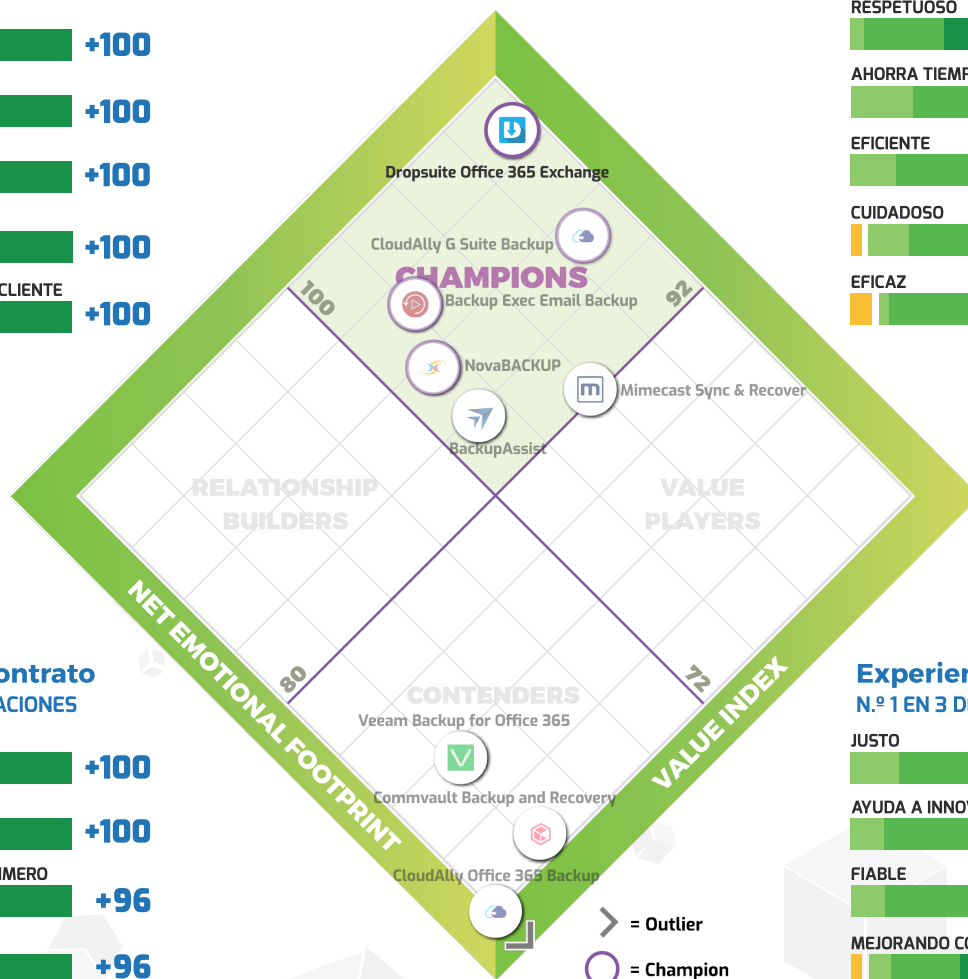 +100
+100
+100
+100
CLIENTE
+100
RESPETUOSO
AHORRA TIEMP
EFICIENTE
CUIDADOSO
EFICAZ
Dropsuite Office 365 Exchange
CloudAlly G Suite Backup
CHAMPIONS
100
92
Backup Exec Email Backup
NovaBACKUP
Mimecast Sync & Recover
BackupAssist
RELATIONSHIP
BUILDERS
VALUE
PLAYERS
80
72
CONTENDERS
Veeam Backup for Office 365
Commvault Backup and Recovery
CloudAlly Office 365 Backup
NET EMOTIONAL FOOTPRINT
VALUE INDEX
= Outlier
= Champion
ontrato
ACIONES
+100
+100
IMERO
+96
+96
Experien
N.º 1 EN 3 D
JUSTO
AYUDA A INNOV
FIABLE
MEJORANDO CO